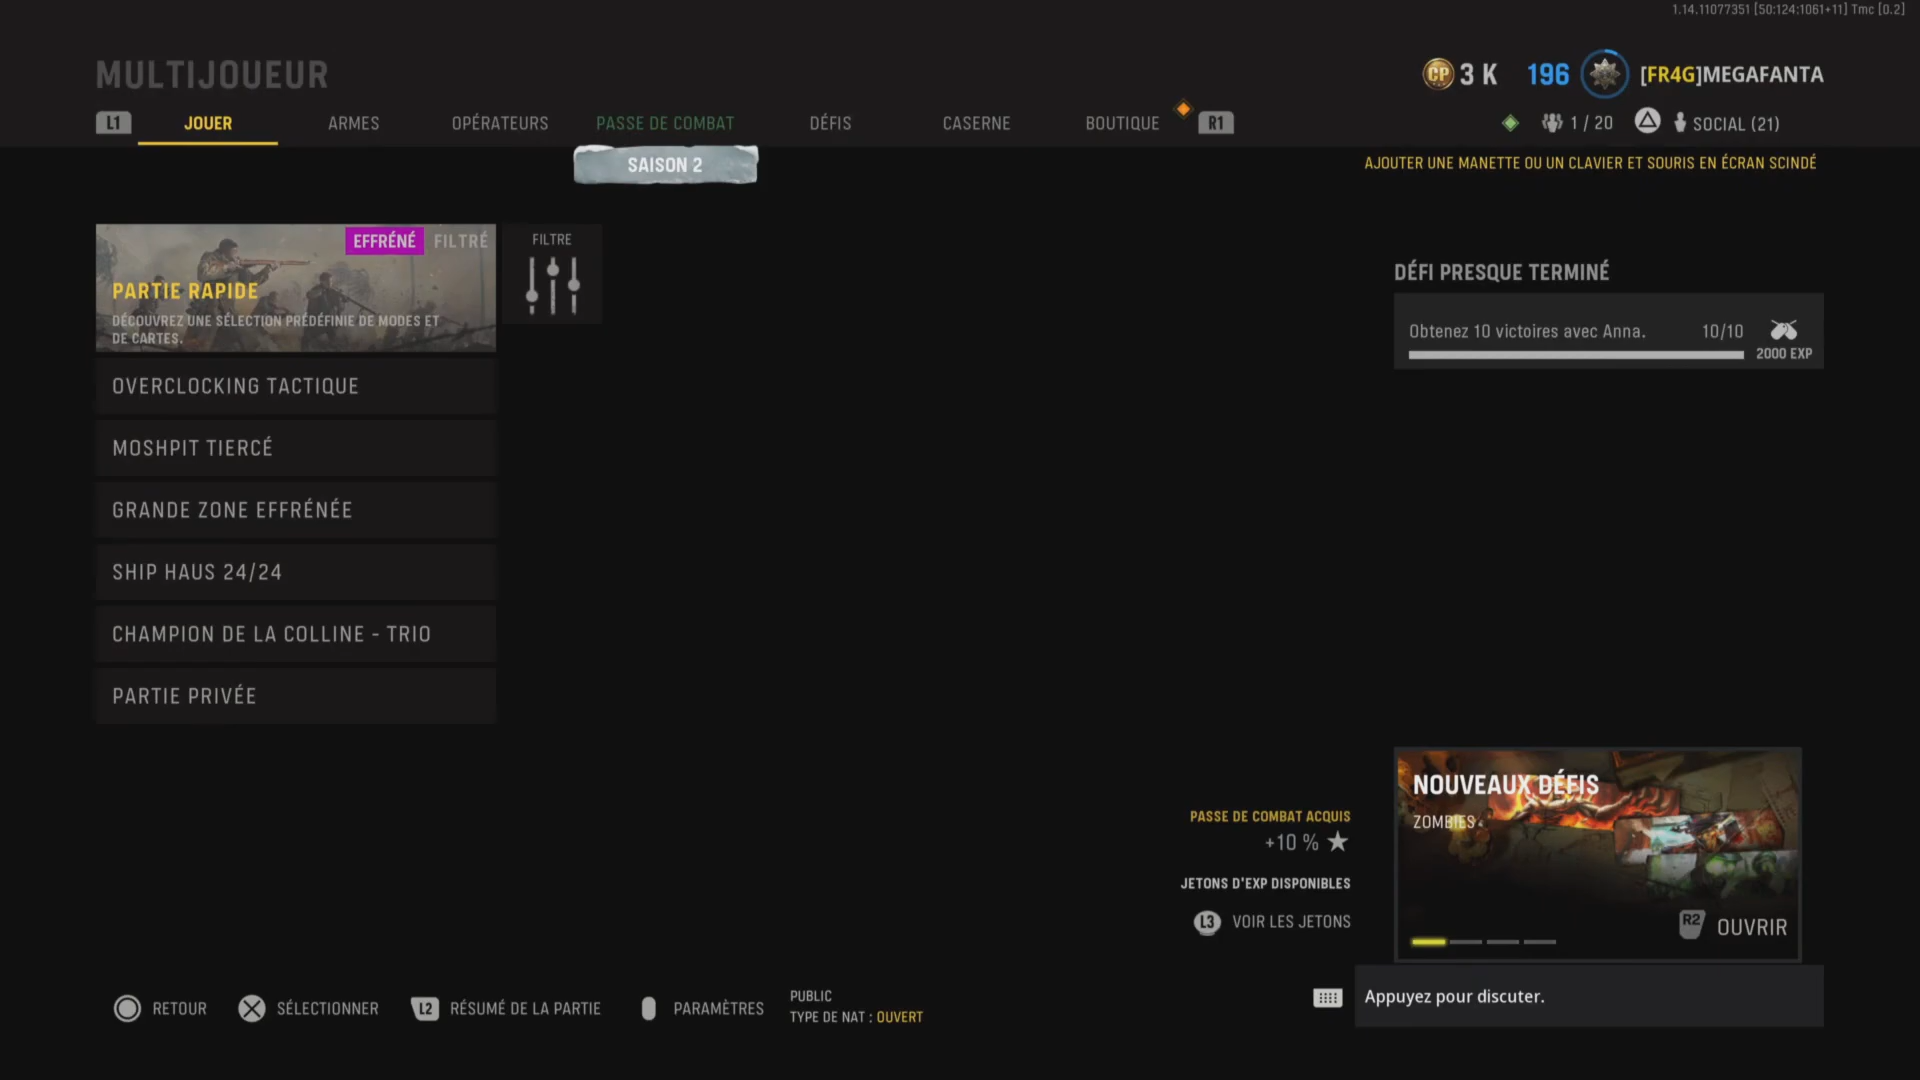 1.14.11077351 [50:124:1061+11] Tmc [0.2]
MULTIJOUEUR
CP 3 K 196 [FR4G]MEGAFANTA
L1 JOUER ARMES OPÉRATEURS PASSE DE COMBAT DÉFIS CASERNE BOUTIQUE R1
1 / 20 SOCIAL (21)
SAISON 2
AJOUTER UNE MANETTE OU UN CLAVIER ET SOURIS EN ÉCRAN SCINDÉ
EFFRÉNÉ FILTRÉ
PARTIE RAPIDE
DÉCOUVREZ UNE SÉLECTION PRÉDÉFINIE DE MODES ET
DE CARTES.
FILTRE
OVERCLOCKING TACTIQUE
MOSHPIT TIERCÉ
GRANDE ZONE EFFRÉNÉE
SHIP HAUS 24/24
CHAMPION DE LA COLLINE - TRIO
PARTIE PRIVÉE
DÉFI PRESQUE TERMINÉ
Obtenez 10 victoires avec Anna. 10/10
2000 EXP
PASSE DE COMBAT ACQUIS
+10 %
JETONS D'EXP DISPONIBLES
L3 VOIR LES JETONS
NOUVEAUX DÉFIS
ZOMBIES
R2 OUVRIR
RETOUR SÉLECTIONNER L2 RÉSUMÉ DE LA PARTIE PARAMÈTRES
PUBLIC
TYPE DE NAT : OUVERT
Appuyez pour discuter.